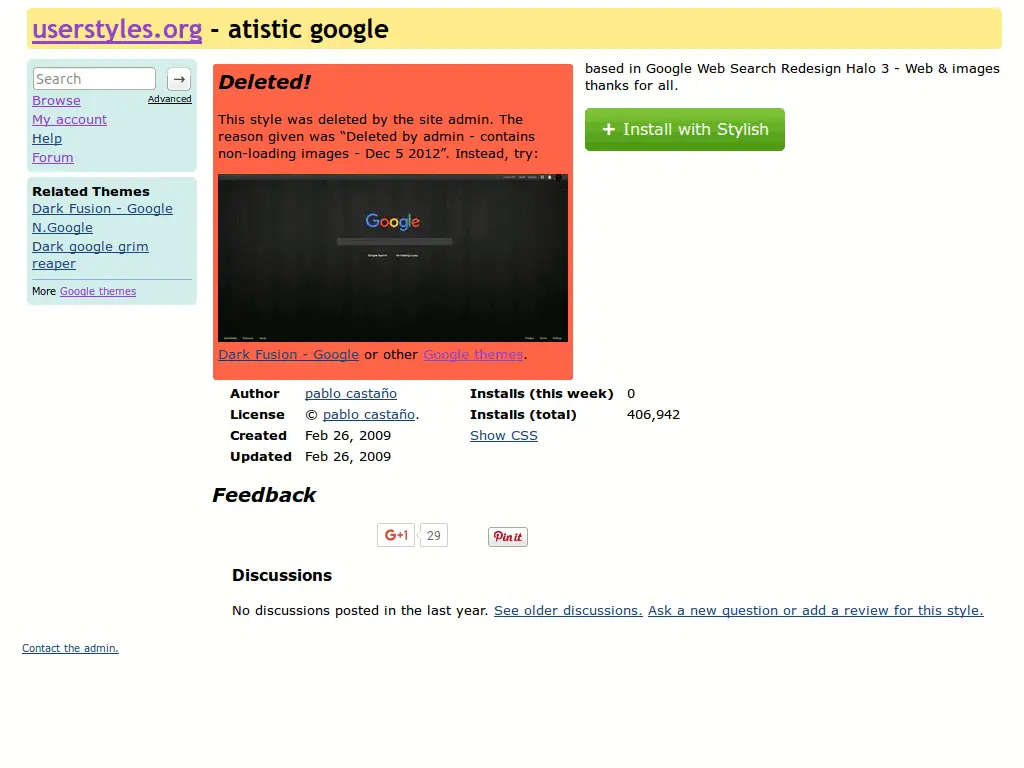 userstyles.org - atistic google
Search →
Browse Advanced
My account
Help
Forum
Related Themes
Dark Fusion - Google
N.Google
Dark google grim
reaper
More Google themes
Deleted!
This style was deleted by the site admin. The
reason given was “Deleted by admin - contains
non-loading images - Dec 5 2012”. Instead, try:
Google
Dark Fusion - Google or other Google themes.
based in Google Web Search Redesign Halo 3 - Web & images
thanks for all.
+ Install with Stylish
Author pablo castaño
License © pablo castaño.
Created Feb 26, 2009
Updated Feb 26, 2009
Installs (this week) 0
Installs (total) 406,942
Show CSS
Feedback
G+1 29 Pin it
Discussions
No discussions posted in the last year. See older discussions. Ask a new question or add a review for this style.
Contact the admin.